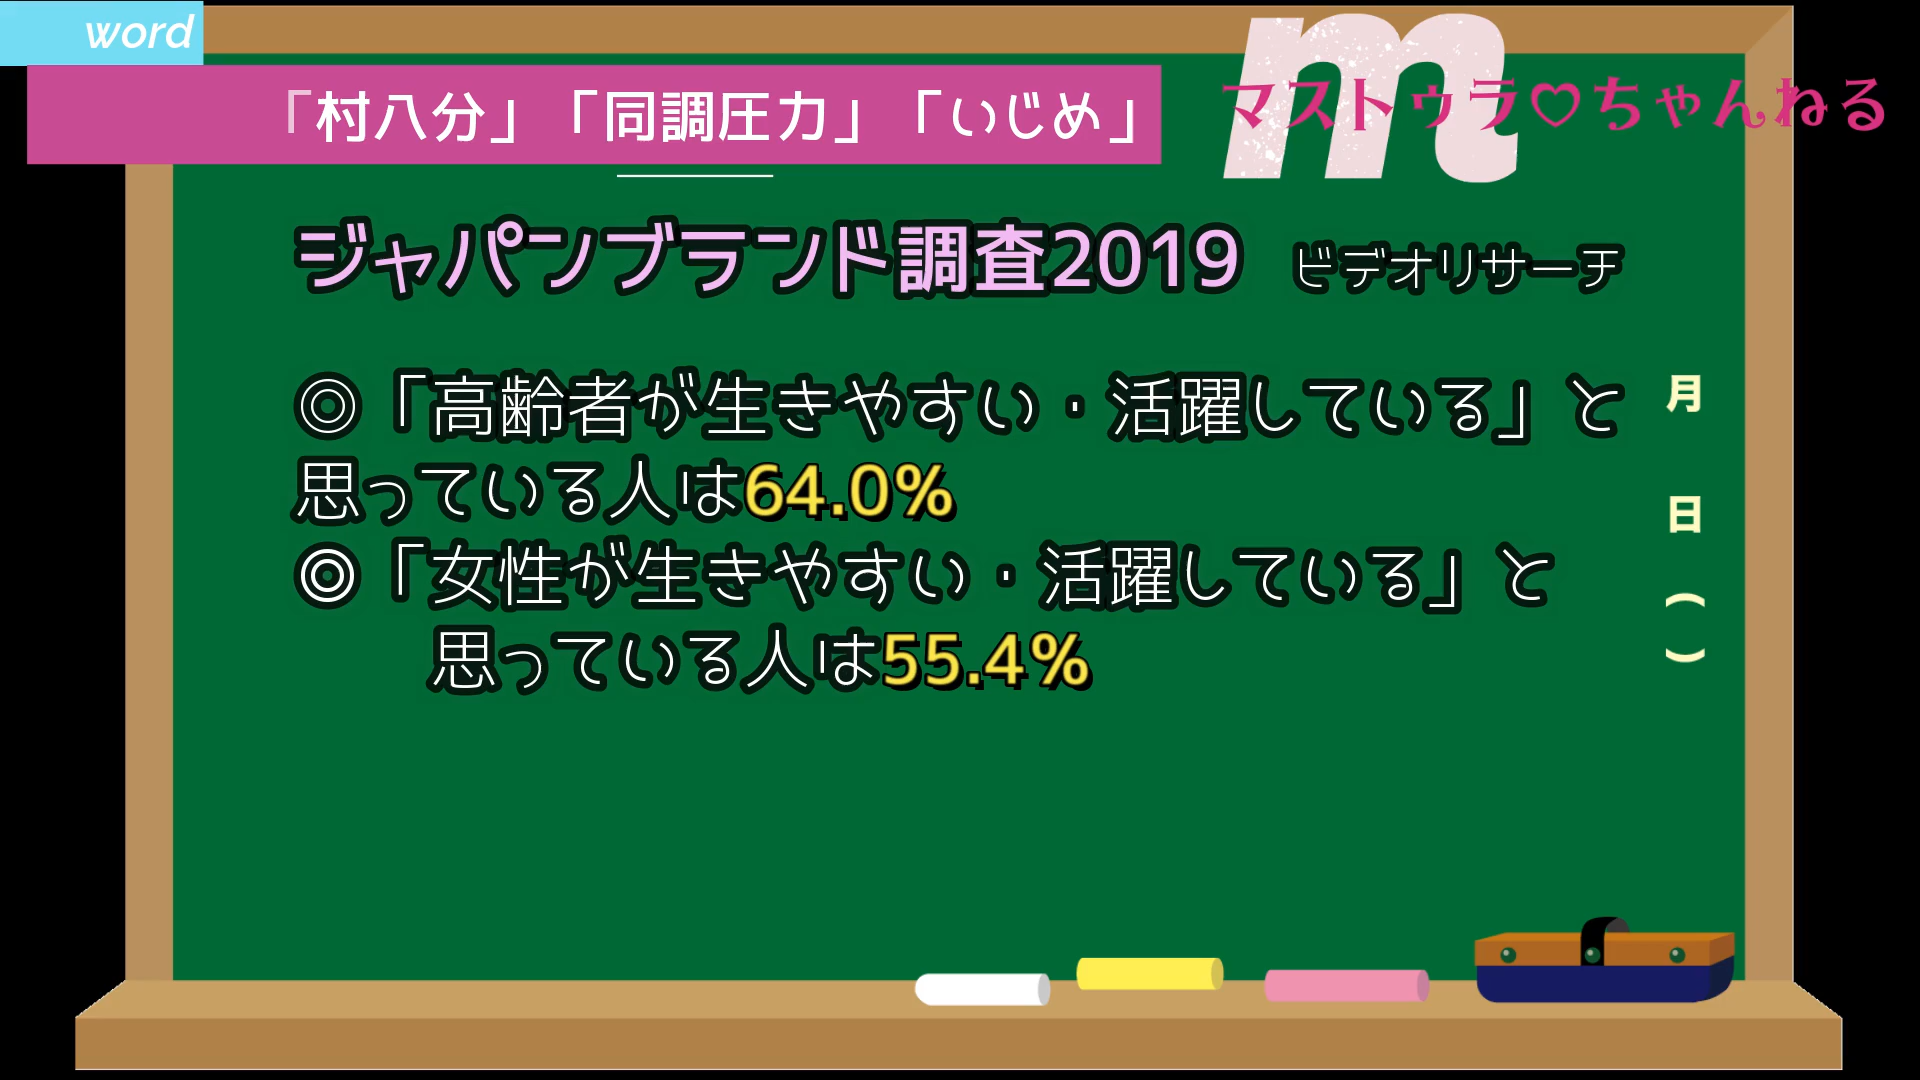 word
「村八分」「同調圧力」「いじめ」
m
マストゥラ♡ちゃんねる
ジャパンブランド調査2019 ビデオリサーチ
◎「高齢者が生きやすい・活躍している」と
思っている人は64.0%
◎「女性が生きやすい・活躍している」と
思っている人は55.4%
月
日
(
)